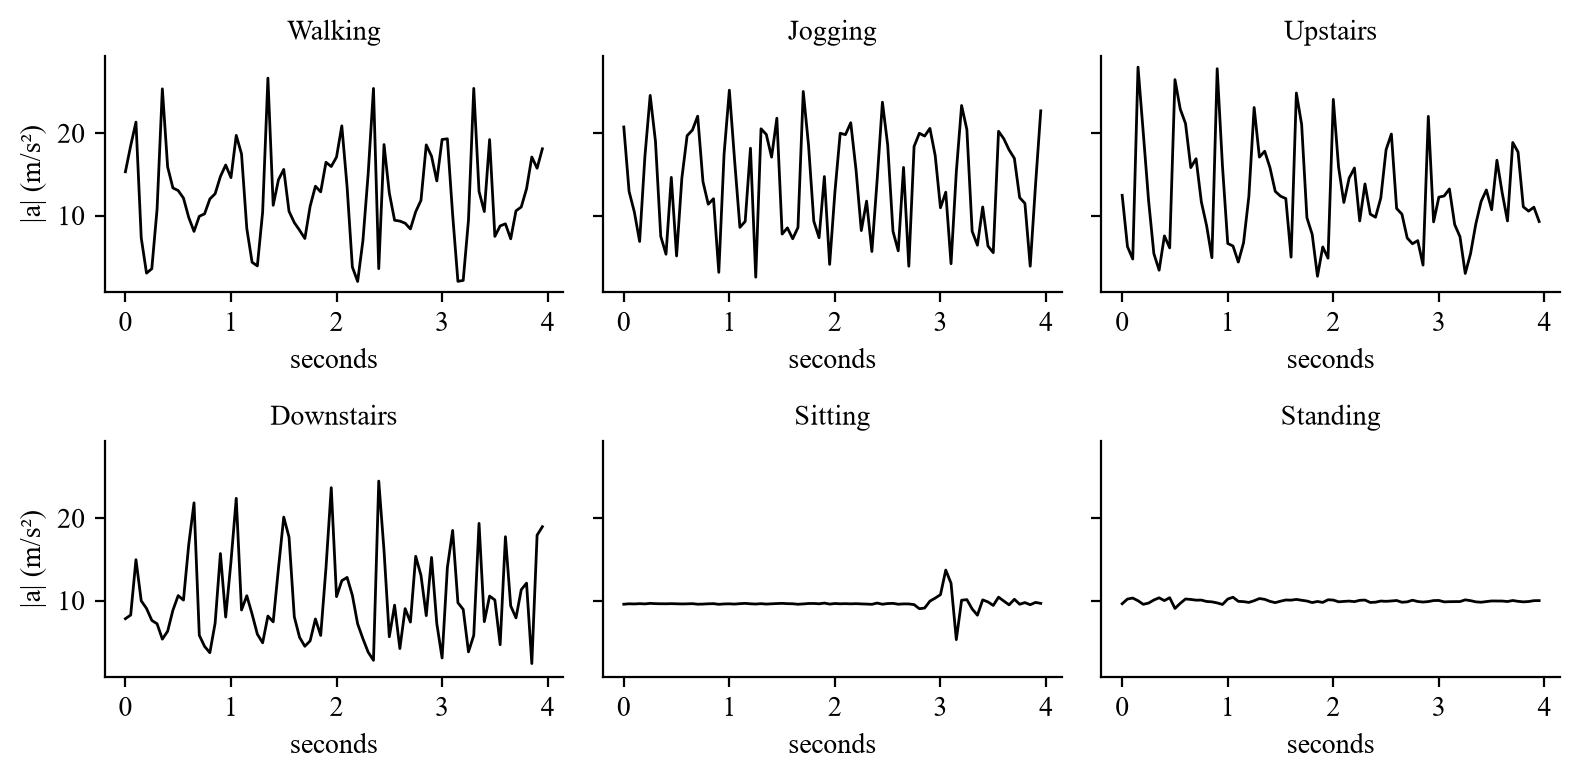 Walking Jogging Upstairs
|a| (m/s²) 20
10
0 1 2 3 4 0 1 2 3 4 0 1 2 3 4
seconds seconds seconds
Downstairs Sitting Standing
|a| (m/s²) 20
10
0 1 2 3 4 0 1 2 3 4 0 1 2 3 4
seconds seconds seconds